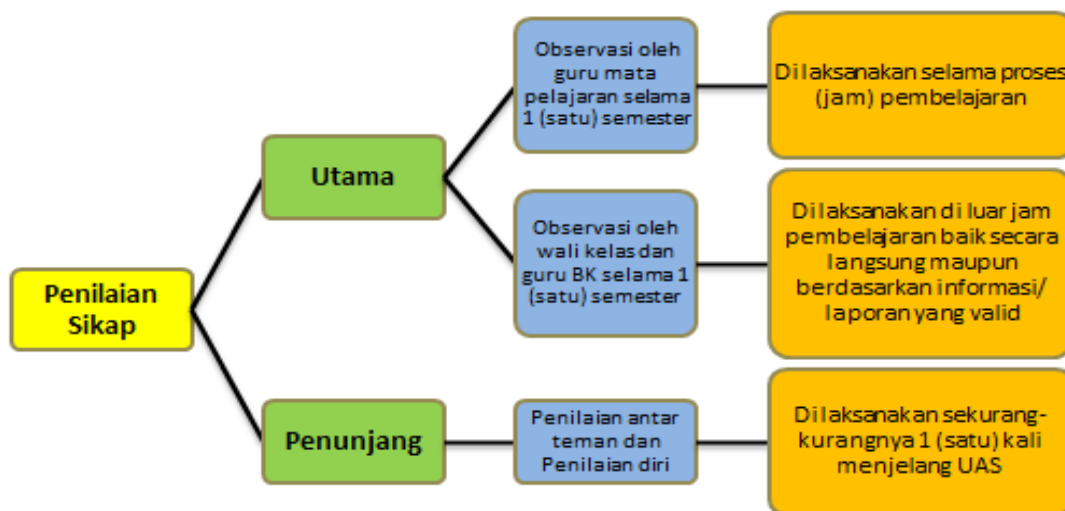 Penilaian
Sikap
Utama
Observasi oleh
guru mata
pelajaran selama
1 (satu) semester
Dilaksanakan selama proses
(jam) pembelajaran
Observasi oleh
wali kelas dan
guru BK selama 1
(satu) semester
Dilaksanakan di luar jam
pembelajaran baik secara
langsung maupun
berdasarkan informasi/
laporan yang valid
Penunjang
Penilaian antar
teman dan
Penilaian diri
Dilaksanakan sekurang-
kurangnya 1 (satu) kali
menjelang UAS